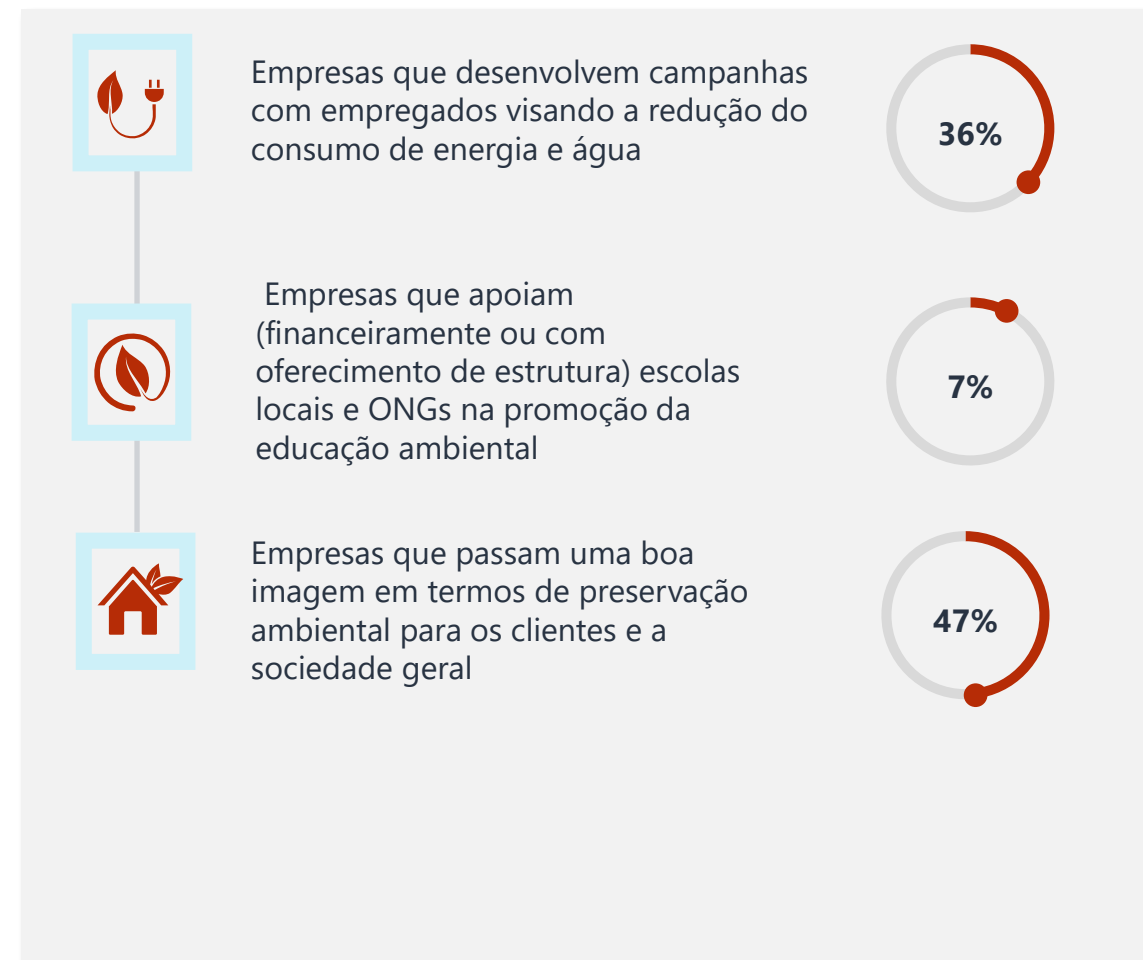 Empresas que desenvolvem campanhas
com empregados visando a redução do
consumo de energia e água
36%
Empresas que apoiam
(financeiramente ou com
oferecimento de estrutura) escolas
locais e ONGs na promoção da
educação ambiental
7%
Empresas que passam uma boa
imagem em termos de preservação
ambiental para os clientes e a
sociedade geral
47%